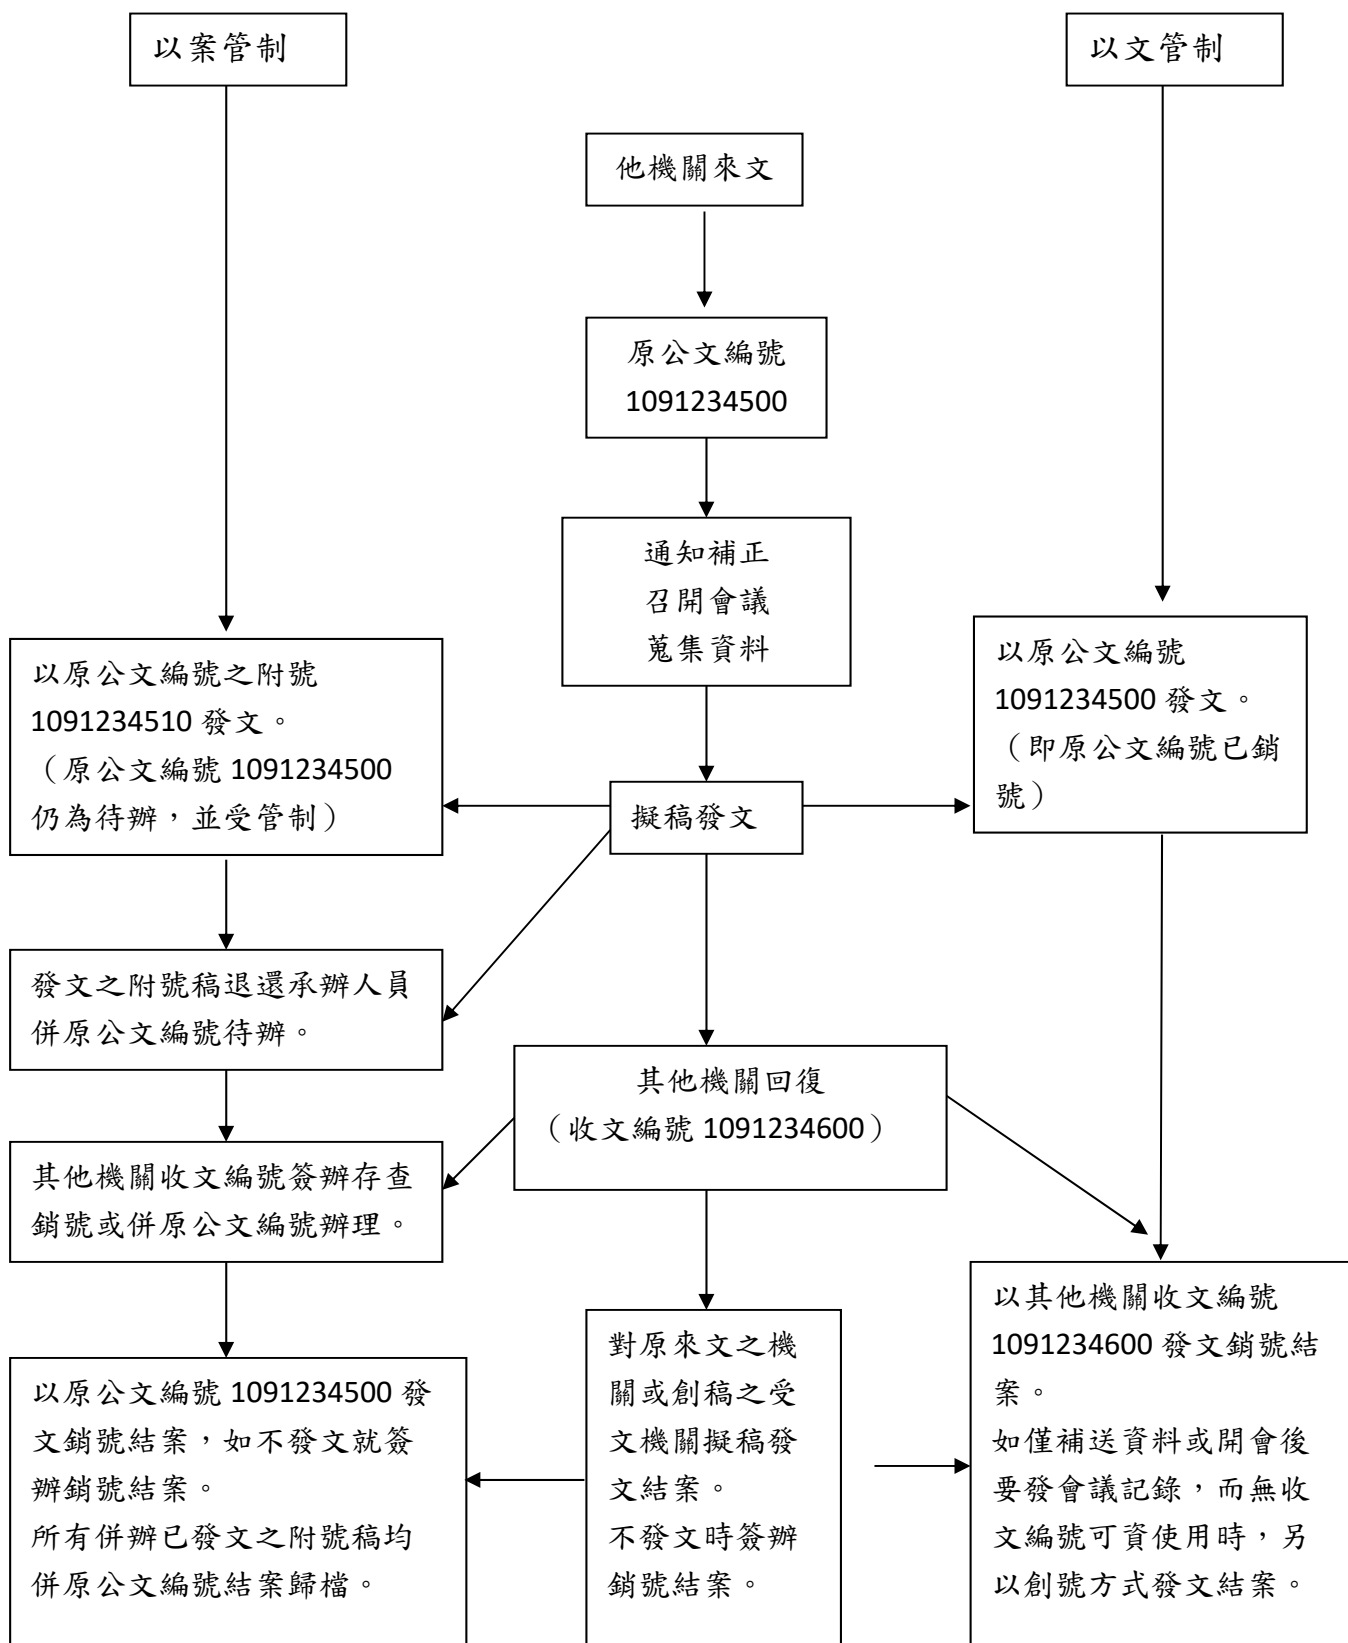 以案管制
以文管制
他機關來文
原公文編號
1091234500
通知補正
召開會議
蒐集資料
以原公文編號之附號
1091234510 發文。
（原公文編號 1091234500
仍為待辦，並受管制）
擬稿發文
以原公文編號
1091234500 發文。
（即原公文編號已銷
號）
發文之附號稿退還承辦人員
併原公文編號待辦。
其他機關回復
（收文編號 1091234600）
其他機關收文編號簽辦存查
銷號或併原公文編號辦理。
以原公文編號 1091234500 發
文銷號結案，如不發文就簽
辦銷號結案。
所有併辦已發文之附號稿均
併原公文編號結案歸檔。
對原來文之機
關或創稿之受
文機關擬稿發
文結案。
不發文時簽辦
銷號結案。
以其他機關收文編號
1091234600 發文銷號結
案。
如僅補送資料或開會後
要發會議記錄，而無收
文編號可資使用時，另
以創號方式發文結案。